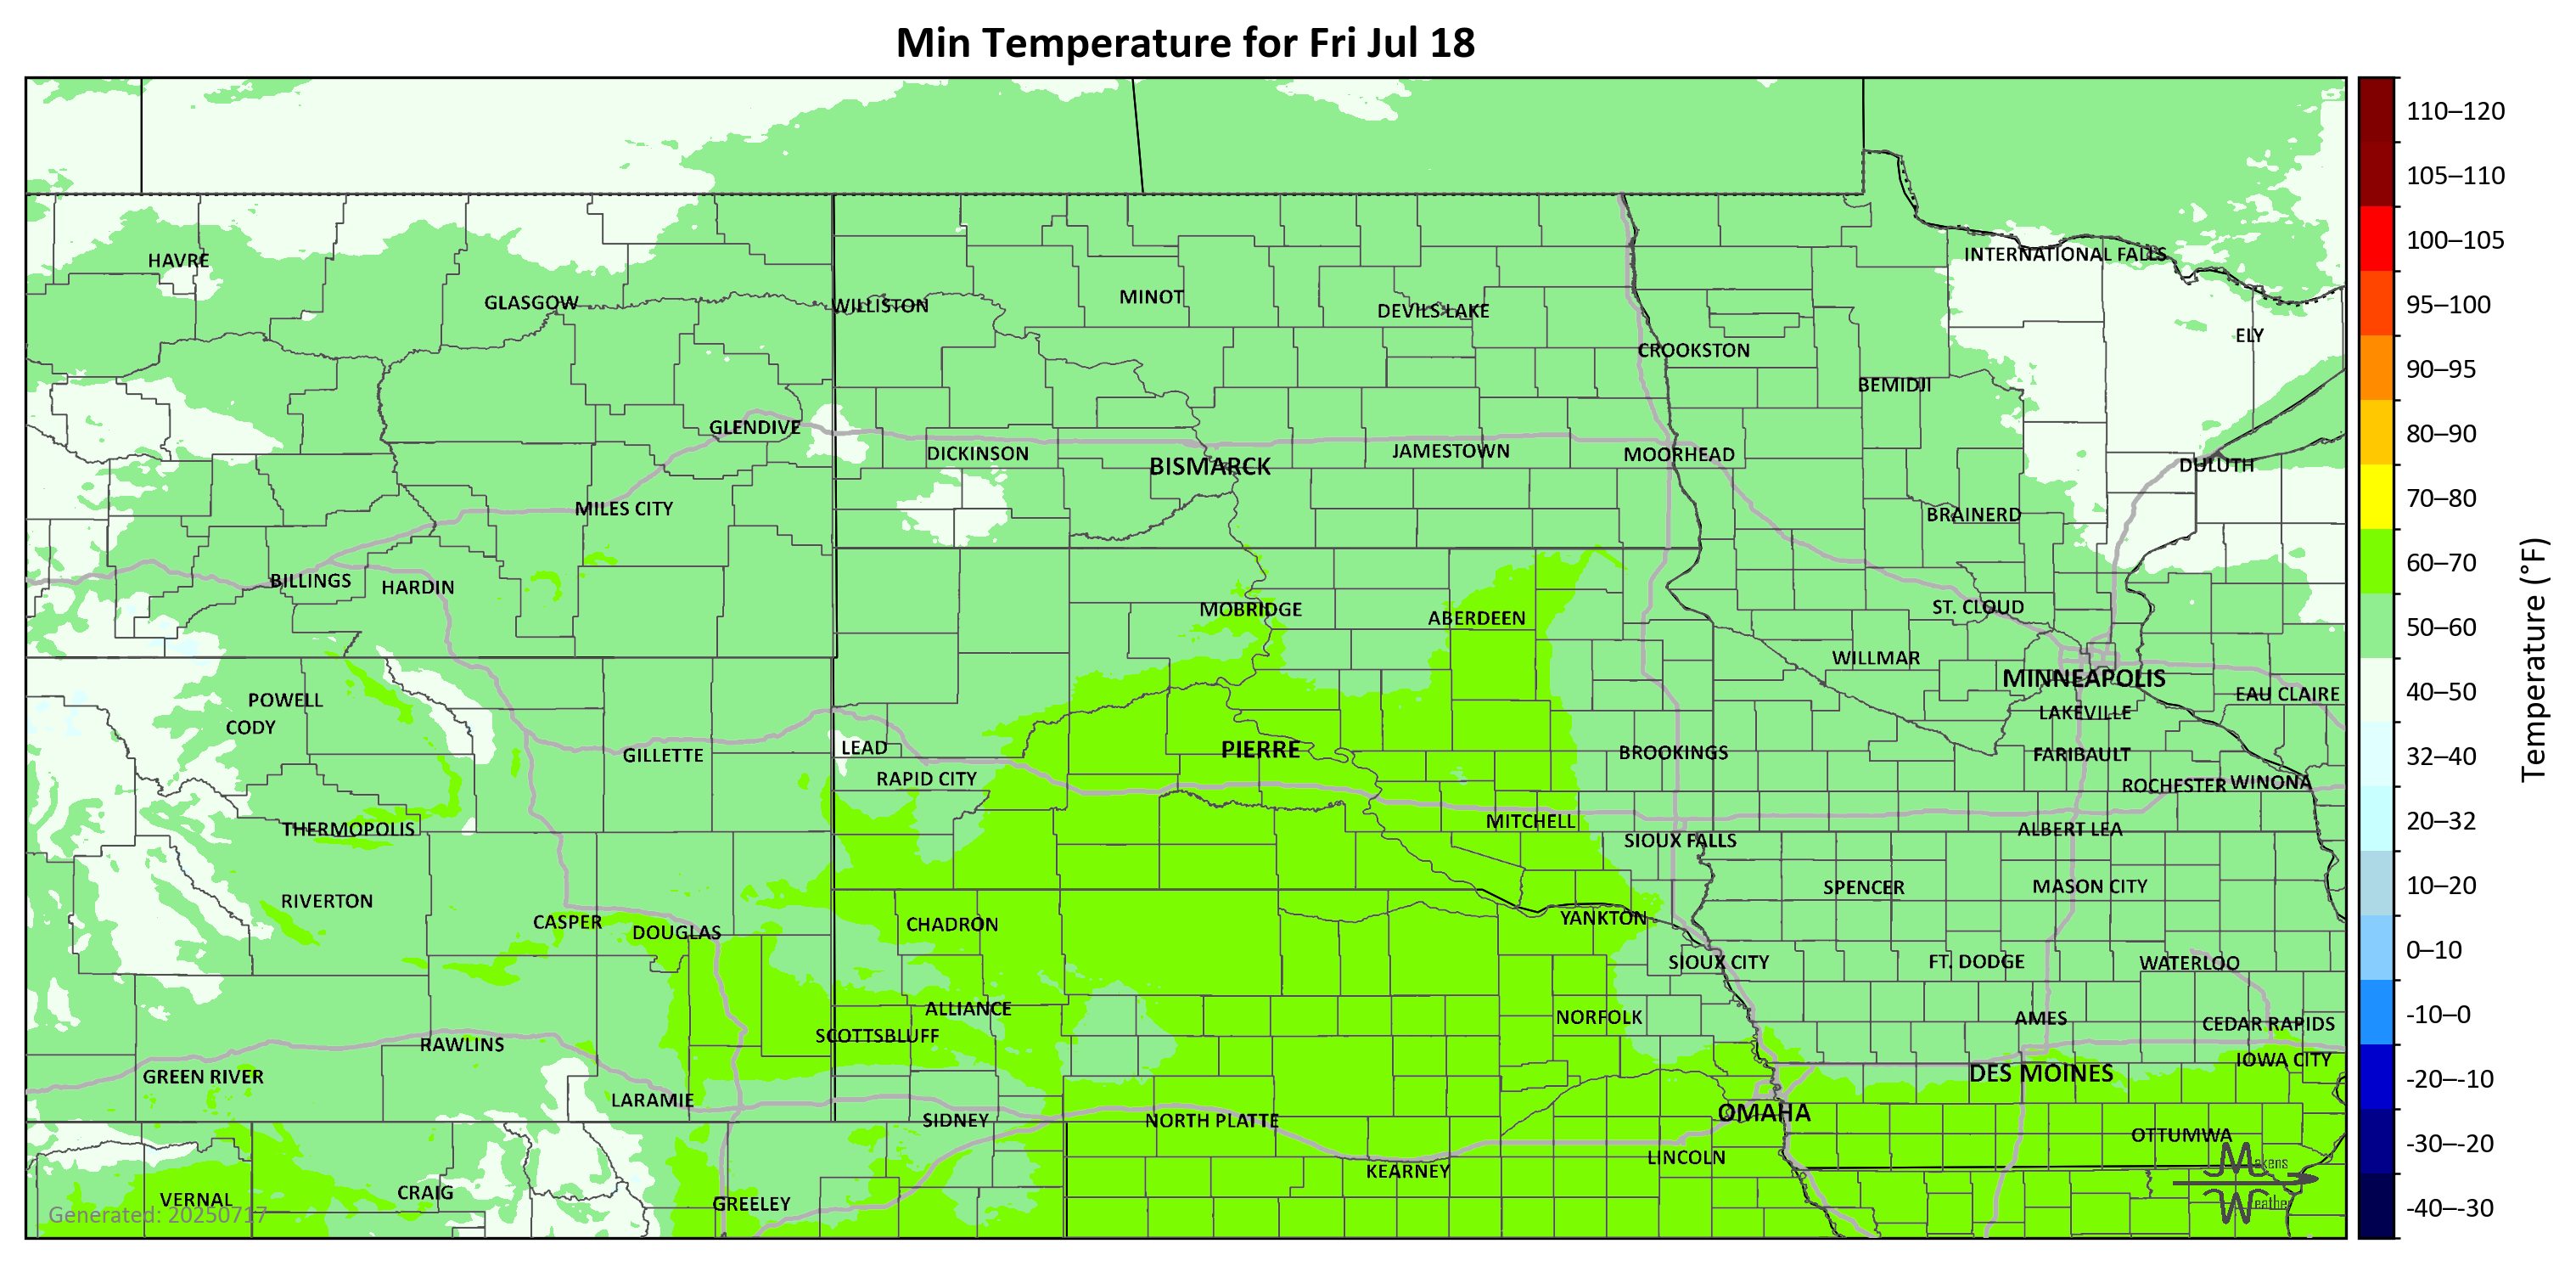 Min Temperature for Fri Jul 18
110–120
105–110
100–105
95–100
90–95
80–90
70–80
60–70
50–60
40–50
32–40
20–32
10–20
0–10
-10–0
-20–-10
-30–-20
-40–-30
Temperature (°F)
INTERNATIONAL FALLS
HAVRE
GLASGOW
WILLISTON
MINOT
DEVILS LAKE
ELY
CROOKSTON
BEMIDJI
GLENDIVE
DICKINSON
BISMARCK
JAMESTOWN
MOORHEAD
DULUTH
MILES CITY
BRAINERD
BILLINGS
HARDIN
MOBRIDGE
ABERDEEN
ST. CLOUD
WILLMAR
MINNEAPOLIS
EAU CLAIRE
POWELL
CODY
LAKEVILLE
GILLETTE
LEAD
PIERRE
BROOKINGS
FARIBAULT
RAPID CITY
ROCHESTER
WINONA
THERMOPOLIS
MITCHELL
ALBERT LEA
SIOUX FALLS
SPENCER
MASON CITY
RIVERTON
CASPER
DOUGLAS
CHADRON
YANKTON
SIOUX CITY
FT. DODGE
WATERLOO
ALLIANCE
NORFOLK
AMES
CEDAR RAPIDS
SCOTTSBLUFF
RAWLINS
IOWA CITY
GREEN RIVER
DES MOINES
LARAMIE
OMAHA
SIDNEY
NORTH PLATTE
OTTUMWA
LINCOLN
KEARNEY
VERNAL
CRAIG
GREELEY
Generated: 20250717
Makens
Weather